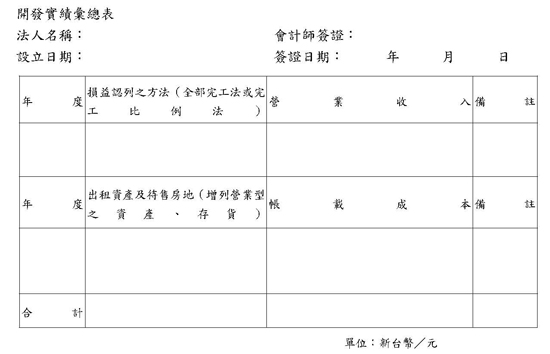 開發實績彙總表
法人名稱： 會計師簽證：
設立日期： 簽證日期： 年 月 日
年度 損益認列之方法（全部完工法或完工比例法） 營業收入 備註
年度 出租資產及待售房地（增列營業型之資產、存貨） 帳載成本 備註
合計
單位：新台幣／元